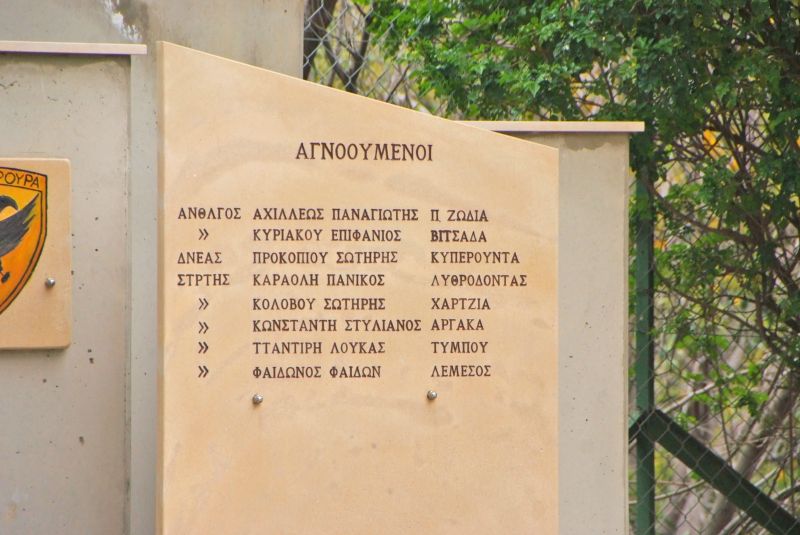 ΡΟΥΡΑ
ΑΓΝΟΟΥΜΕΝΟΙ
ΑΝΘΛΓΟΣ ΑΧΙΛΛΕΩΣ ΠΑΝΑΓΙΩΤΗΣ Π. ΖΩΔΙΑ
» ΚΥΡΙΑΚΟΥ ΕΠΙΦΑΝΙΟΣ ΒΙΤΣΑΔΑ
ΔΝΕΑΣ ΠΡΟΚΟΠΙΟΥ ΣΩΤΗΡΗΣ ΚΥΠΕΡΟΥΝΤΑ
ΣΤΡΤΗΣ ΚΑΡΑΟΛΗ ΠΑΝΙΚΟΣ ΛΥΘΡΟΔΟΝΤΑΣ
» ΚΟΛΟΒΟΥ ΣΩΤΗΡΗΣ ΧΑΡΤΖΙΑ
» ΚΩΝΣΤΑΝΤΗ ΣΤΥΛΙΑΝΟΣ ΑΡΓΑΚΑ
» ΤΤΑΝΤΙΡΗ ΛΟΥΚΑΣ ΤΥΜΠΟΥ
» ΦΑΙΔΩΝΟΣ ΦΑΙΔΩΝ ΛΕΜΕΣΟΣ